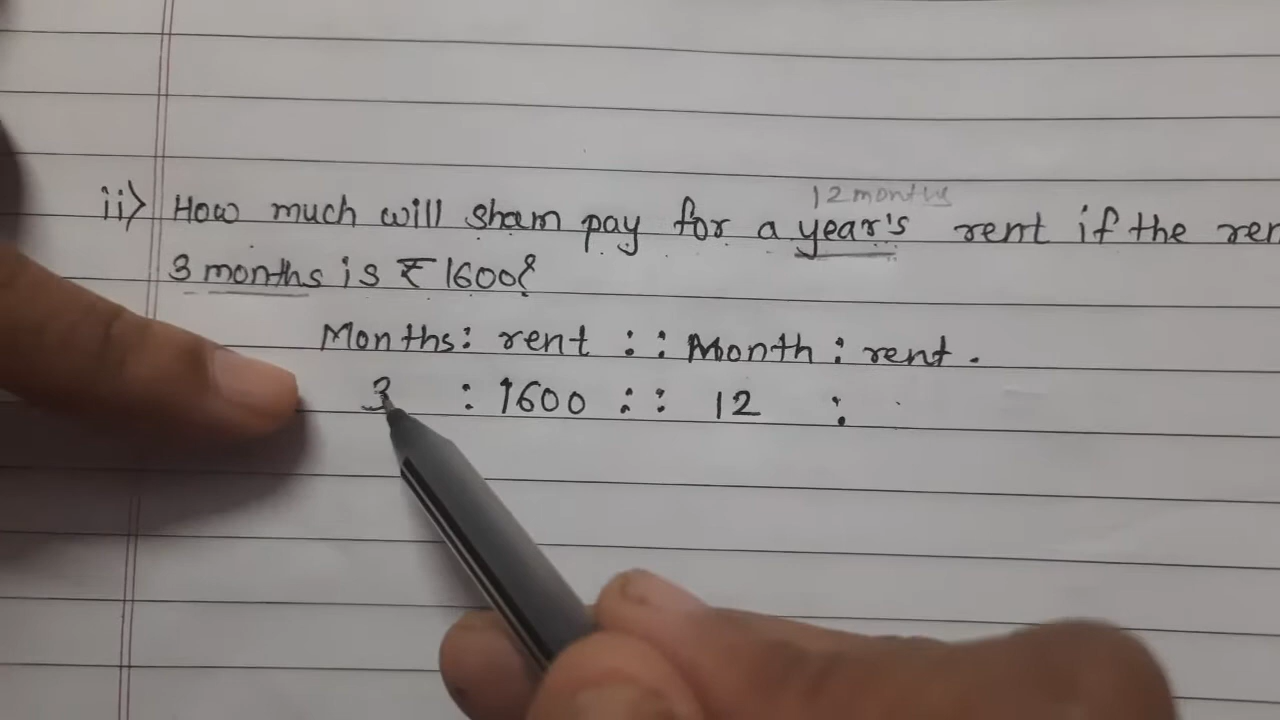 12 months
ii) How much will sham pay for a year's rent if the
3 months is ₹ 1600?
Months : rent :: Month : rent.
3 : 1600 :: 12 :